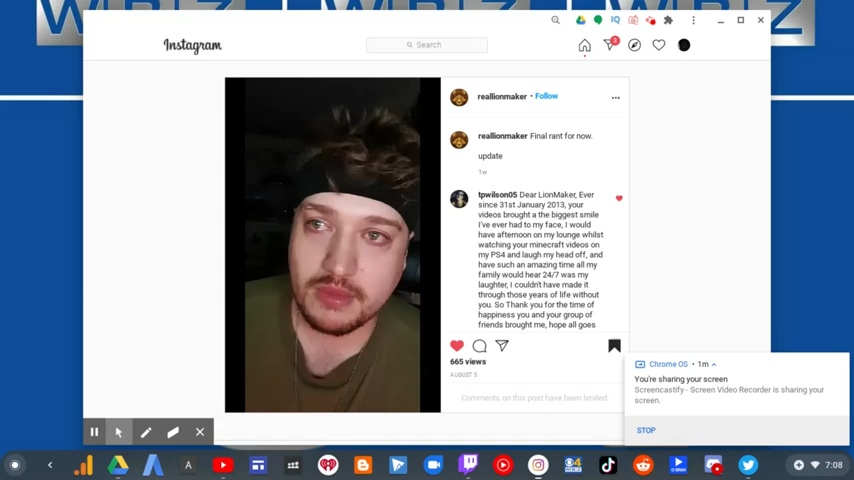 WBZ WBZ
Instagram
Search
2
reallionmaker • Follow
reallionmaker Final rant for now.
update
1w
tpwilson05 Dear LionMaker, Ever
since 31st January 2013, your
videos brought a the biggest smile
I've ever had to my face, I would
have afternoon on my lounge whilst
watching your minecraft videos on
my PS4 and laugh my head off, and
have such an amazing time all my
family would hear 24/7 was my
laughter, I couldn't have made it
through those years of life without
you. So Thank you for the time of
happiness you and your group of
friends brought me, hope all goes
665 views
AUGUST 5
Comments on this post have been limited.
Chrome OS • 1m
You're sharing your screen
Screencastify - Screen Video Recorder is sharing your
screen.
STOP
7:08